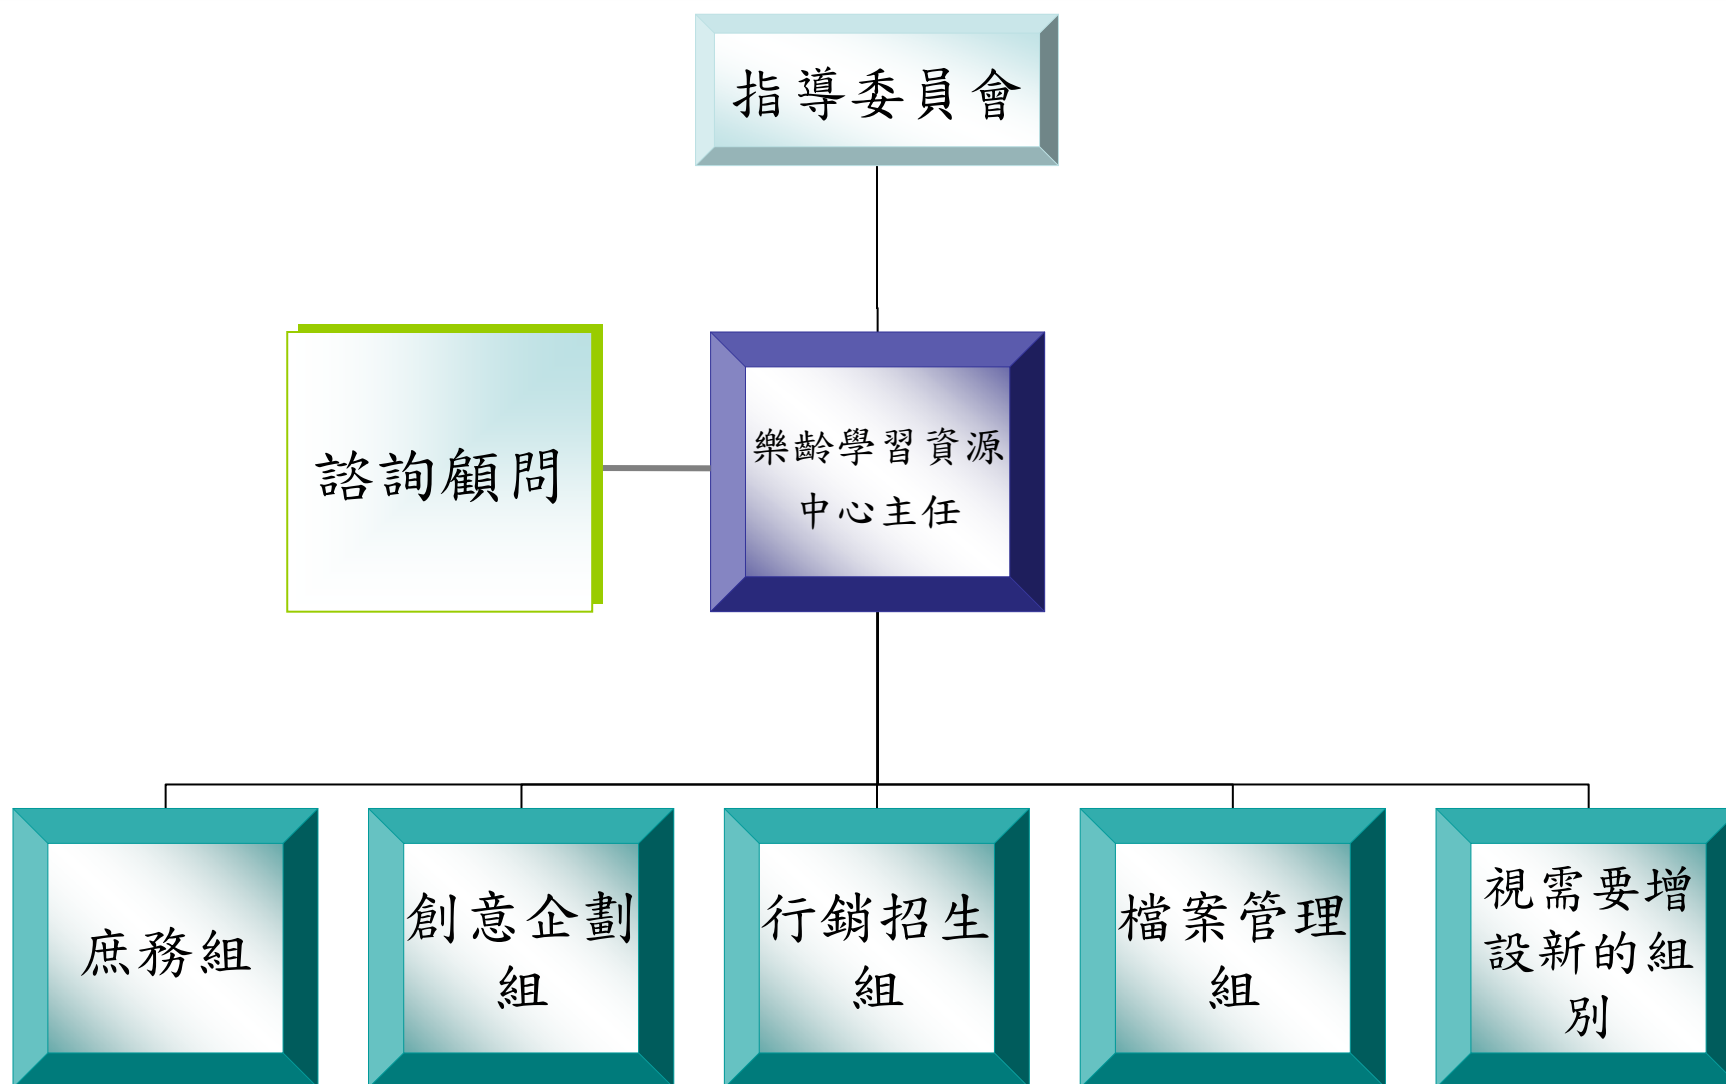 指導委員會
諮詢顧問
樂齡學習資源
中心主任
庶務組
創意企劃
組
行銷招生
組
檔案管理
組
視需要增
設新的組
別